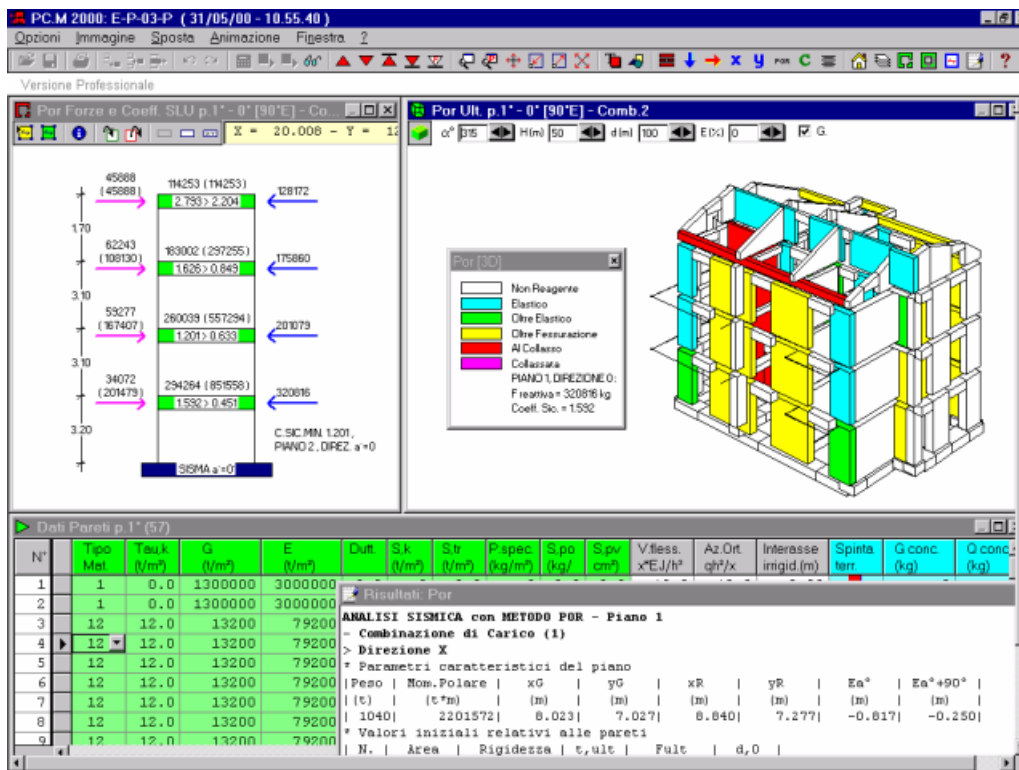 PC.M 2000: E-P-03-P ( 31/05/00 - 10.55.40 )
Opzioni Immagine Sposta Animazione Finestra ?
Versione Professionale
Por Forze e Coeff. SLU p.1° - 0° [90°E] - Co...
X = 20.008 - Y = 12
45888
(45888)
114253 (114253)
128172
2.793 > 2.204
1.70
62243
(108130)
183002 (297255)
175860
1.626 > 0.849
3.10
59277
(167407)
260039 (557294)
201079
1.201 > 0.633
3.10
34072
(201479)
294264 (851558)
320816
1.592 > 0.451
3.20
C.SIC.MIN. 1.201,
PIANO 2, DIREZ. a=0
SISMA a=0°
Por Ult. p.1° - 0° [90°E] - Comb.2
α° 315 H(m) 50 d(m) 100 E(%) 0 G.
Por [3D]
Non Reagente
Elastico
Oltre Elastico
Oltre Fessurazione
Al Collasso
Collassata
PIANO 1, DIREZIONE 0:
F reattiva = 320816 kg
Coeff. Sic. = 1.592
Dati Pareti p.1° (57)
N° Tipo Mat. Tau,k (t/m²) G (t/m²) E (t/m²) Dutt. S,k (t/m²) S,tr (t/m²) P.spec. (kg/m³) S,po (kg/ S,pv cm²) V.fless. x*EJ/h³ Az.Ort. qh²/x Interasse irrigid.(m) Spinta terr. G conc. (kg) Q conc. (kg)
1 1 0.0 1300000 3000000
2 1 0.0 1300000 3000000
3 12 12.0 13200 79200
4 12 12.0 13200 79200
5 12 12.0 13200 79200
6 12 12.0 13200 79200
7 12 12.0 13200 79200
8 12 12.0 13200 79200
9 12 12.0 13200 79200
Risultati: Por
ANALISI SISMICA con METODO POR - Piano 1
- Combinazione di Carico (1)
> Direzione X
* Parametri caratteristici del piano
|Peso | Mom.Polare | xG | yG | xR | yR | Ea° | Ea°+90° |
| (t) | (t*m) | (m) | (m) | (m) | (m) | (m) | (m) |
| 1040| 2201572| 8.023| 7.027| 8.840| 7.277| -0.817| -0.250|
* Valori iniziali relativi alle pareti
| N. | Area | Rigidezza | t,ult | Fult | d,0 |